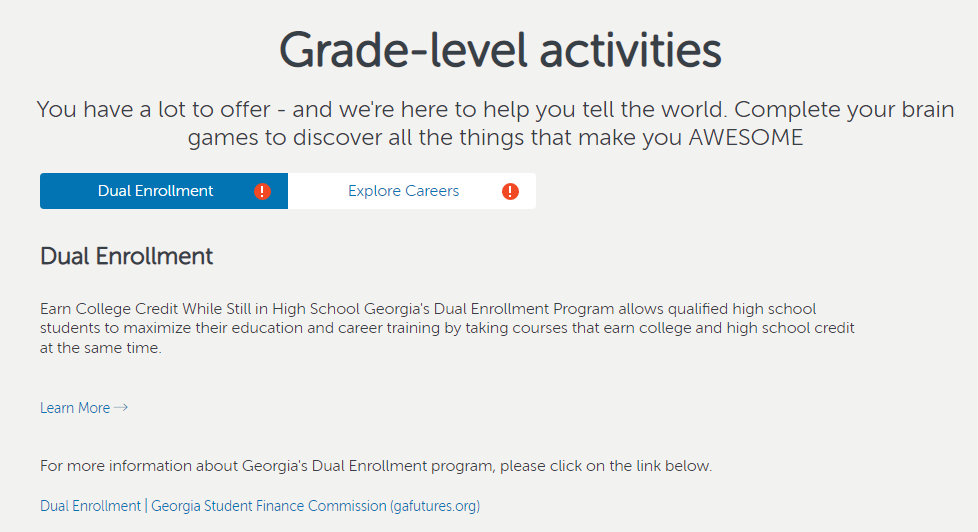 Grade-level activities
You have a lot to offer - and we're here to help you tell the world. Complete your brain
games to discover all the things that make you AWESOME
Dual Enrollment
Explore Careers
Dual Enrollment
Earn College Credit While Still in High School Georgia's Dual Enrollment Program allows qualified high school
students to maximize their education and career training by taking courses that earn college and high school credit
at the same time.
Learn More →
For more information about Georgia's Dual Enrollment program, please click on the link below.
Dual Enrollment | Georgia Student Finance Commission (gafutures.org)